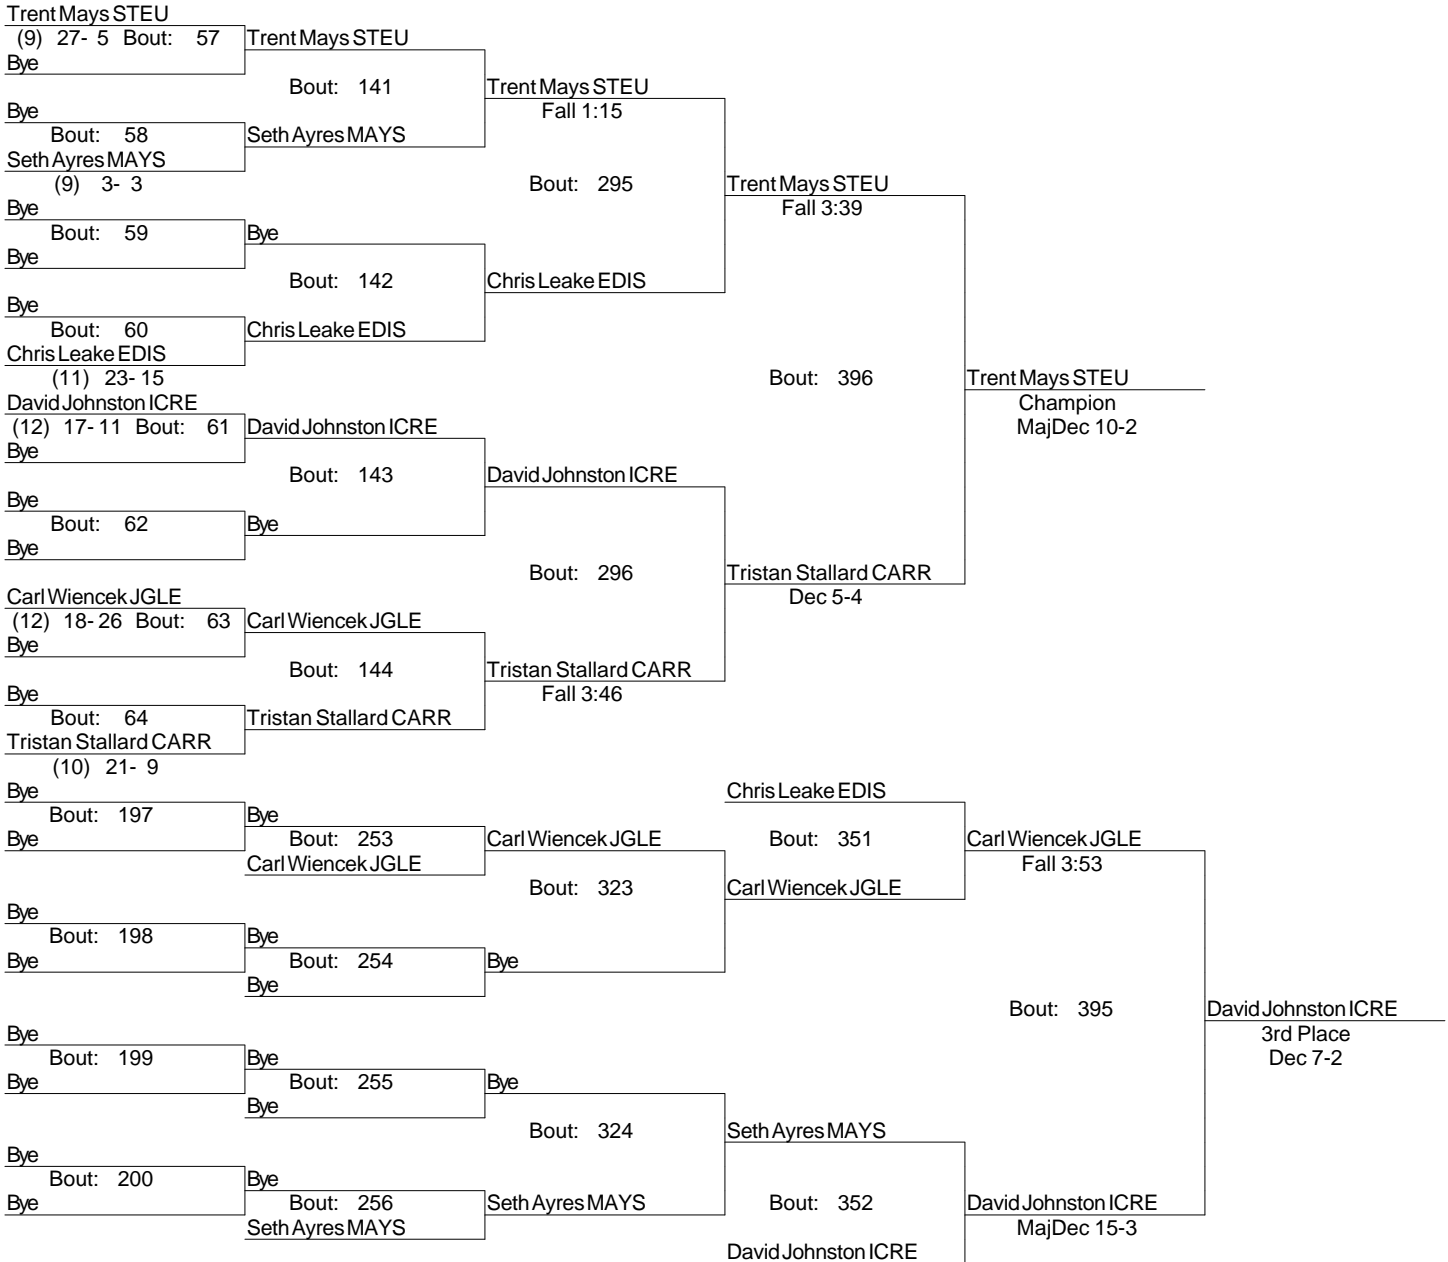 Trent Mays STEU
(9) 27- 5 Bout: 57 Trent Mays STEU
Bye
Bout: 141 Trent Mays STEU
Bye Fall 1:15
Bout: 58 Seth Ayres MAYS
Seth Ayres MAYS
(9) 3- 3 Bout: 295 Trent Mays STEU
Bye Fall 3:39
Bout: 59 Bye
Bye
Bout: 142 Chris Leake EDIS
Bye
Bout: 60 Chris Leake EDIS
Chris Leake EDIS
(11) 23- 15 Bout: 396 Trent Mays STEU
David Johnston ICRE Champion
(12) 17- 11 Bout: 61 David Johnston ICRE MajDec 10-2
Bye
Bout: 143 David Johnston ICRE
Bye
Bout: 62 Bye
Bye
Bout: 296 Tristan Stallard CARR
Carl Wiencek JGLE Dec 5-4
(12) 18- 26 Bout: 63 Carl Wiencek JGLE
Bye
Bout: 144 Tristan Stallard CARR
Bye Fall 3:46
Bout: 64 Tristan Stallard CARR
Tristan Stallard CARR
(10) 21- 9
Bye Chris Leake EDIS
Bout: 197 Bye
Bye Bout: 253 Carl Wiencek JGLE Bout: 351 Carl Wiencek JGLE
Carl Wiencek JGLE Fall 3:53
Bout: 323 Carl Wiencek JGLE
Bye
Bout: 198 Bye
Bye Bout: 254 Bye
Bye
Bout: 395 David Johnston ICRE
Bye 3rd Place
Bout: 199 Bye Dec 7-2
Bye Bout: 255 Bye
Bye
Bout: 324 Seth Ayres MAYS
Bye
Bout: 200 Bye
Bye Bout: 256 Seth Ayres MAYS Bout: 352 David Johnston ICRE
Seth Ayres MAYS MajDec 15-3
David Johnston ICRE